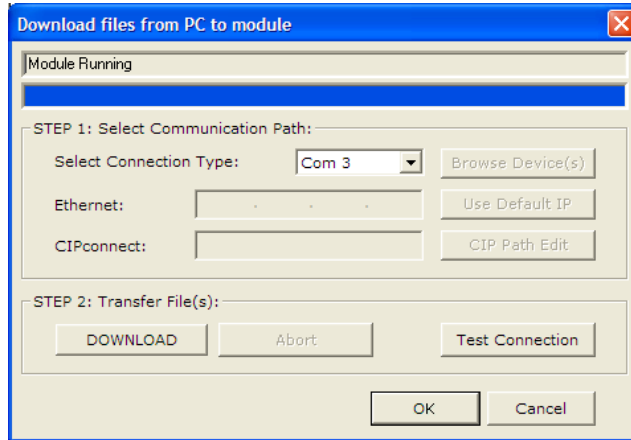 Download files from PC to module
Module Running
STEP 1: Select Communication Path:
Select Connection Type: Com 3 Browse Device(s)
Ethernet: . . . Use Default IP
CIPconnect: CIP Path Edit
STEP 2: Transfer File(s):
DOWNLOAD Abort Test Connection
OK Cancel